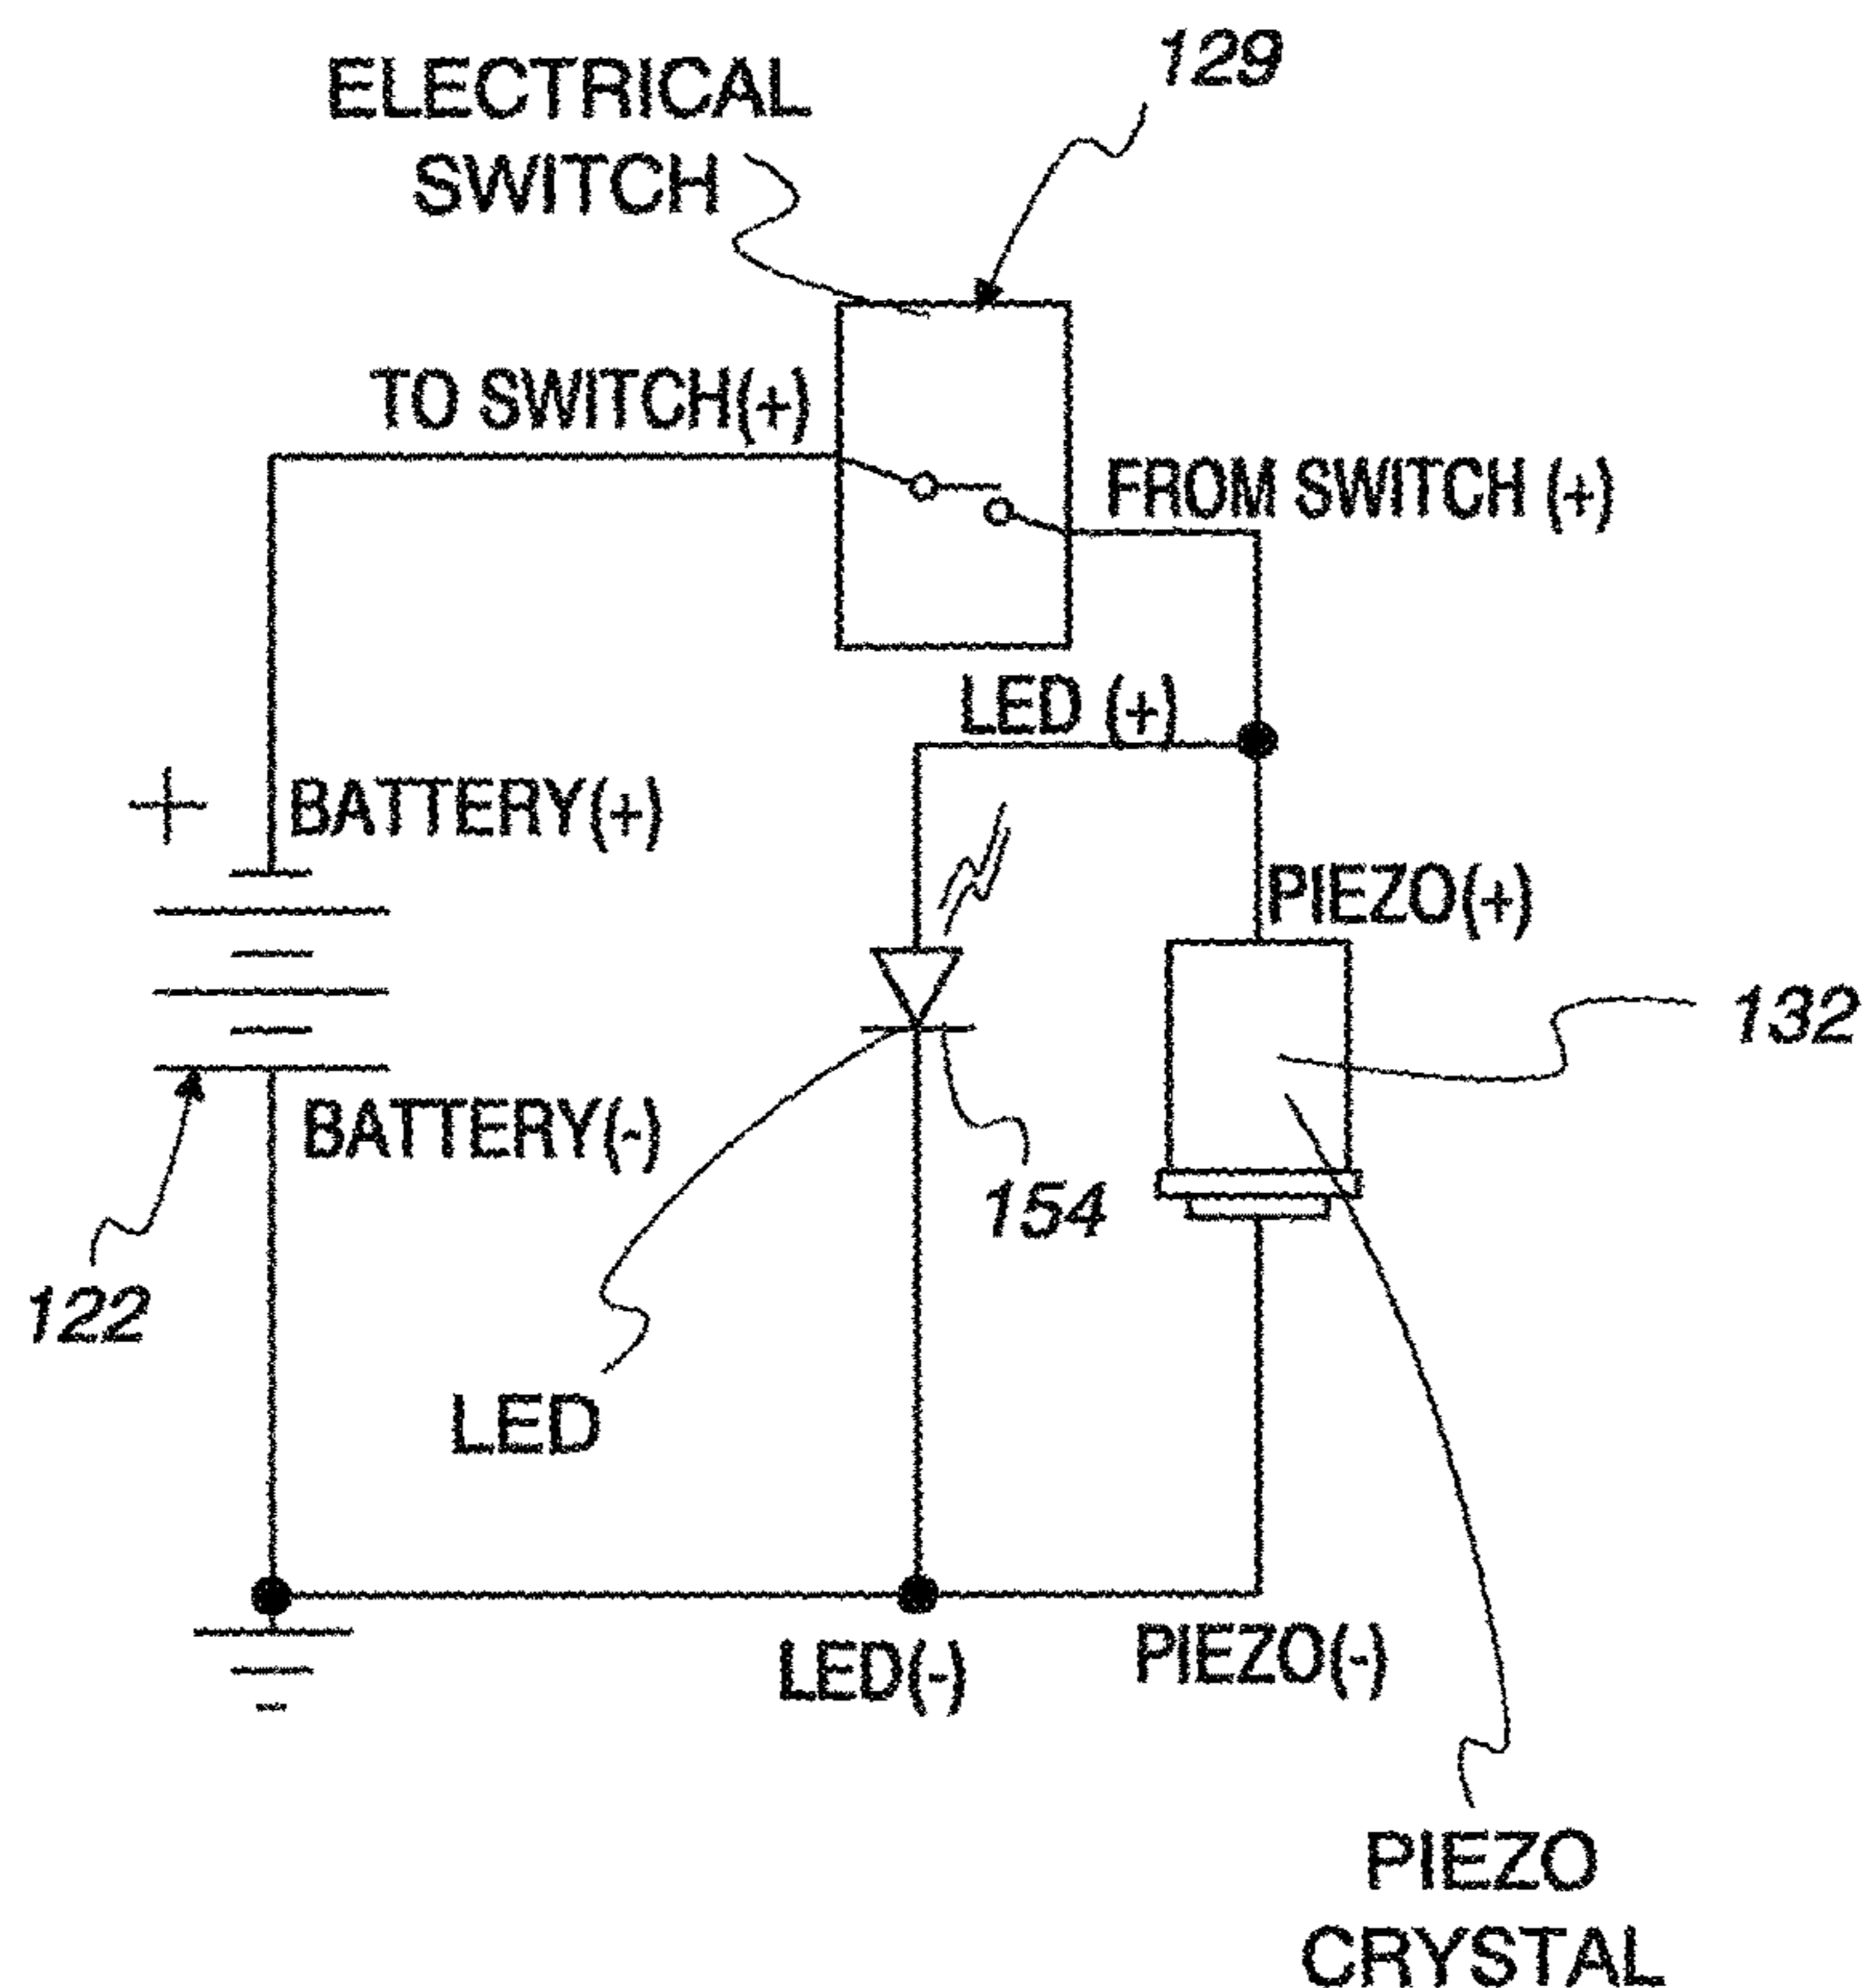 129
ELECTRICAL
SWITCH
TO SWITCH(+)
FROM SWITCH (+)
LED (+)
+
BATTERY(+)
PIEZO(+)
132
BATTERY(-)
154
122
LED
LED(-)
PIEZO(-)
PIEZO
CRYSTAL